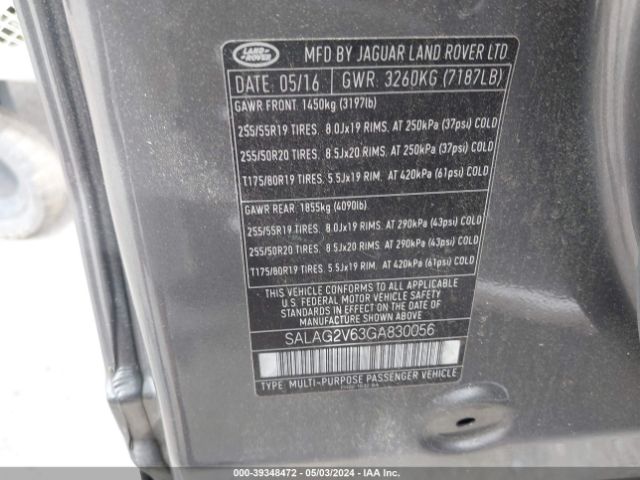 LAND ROVER
MFD BY JAGUAR LAND ROVER LTD
DATE: 05/16 GWR: 3260KG (7187LB)
GAWR FRONT: 1450kg (3197lb)
255/55R19 TIRES. 8.0Jx19 RIMS. AT 250kPa (37psi) COLD
255/50R20 TIRES. 8.5Jx20 RIMS. AT 250kPa (37psi) COLD
T175/80R19 TIRES. 5.5Jx19 RIM. AT 420kPa (61psi) COLD
GAWR REAR: 1855kg (4090lb).
255/55R19 TIRES. 8.0Jx19 RIMS. AT 290kPa (43psi) COLD
255/50R20 TIRES. 8.5Jx20 RIMS. AT 290kPa (43psi) COLD
T175/80R19 TIRES. 5.5Jx19 RIM. AT 420kPa (61psi) COLD
THIS VEHICLE CONFORMS TO ALL APPLICABLE
U.S. FEDERAL MOTOR VEHICLE SAFETY
STANDARDS IN EFFECT ON THE DATE OF
MANUFACTURE SHOWN ABOVE
SALAG2V63GA830056
TYPE: MULTI-PURPOSE PASSENGER VEHICLE
000-39348472 - 05/03/2024 - IAA Inc.